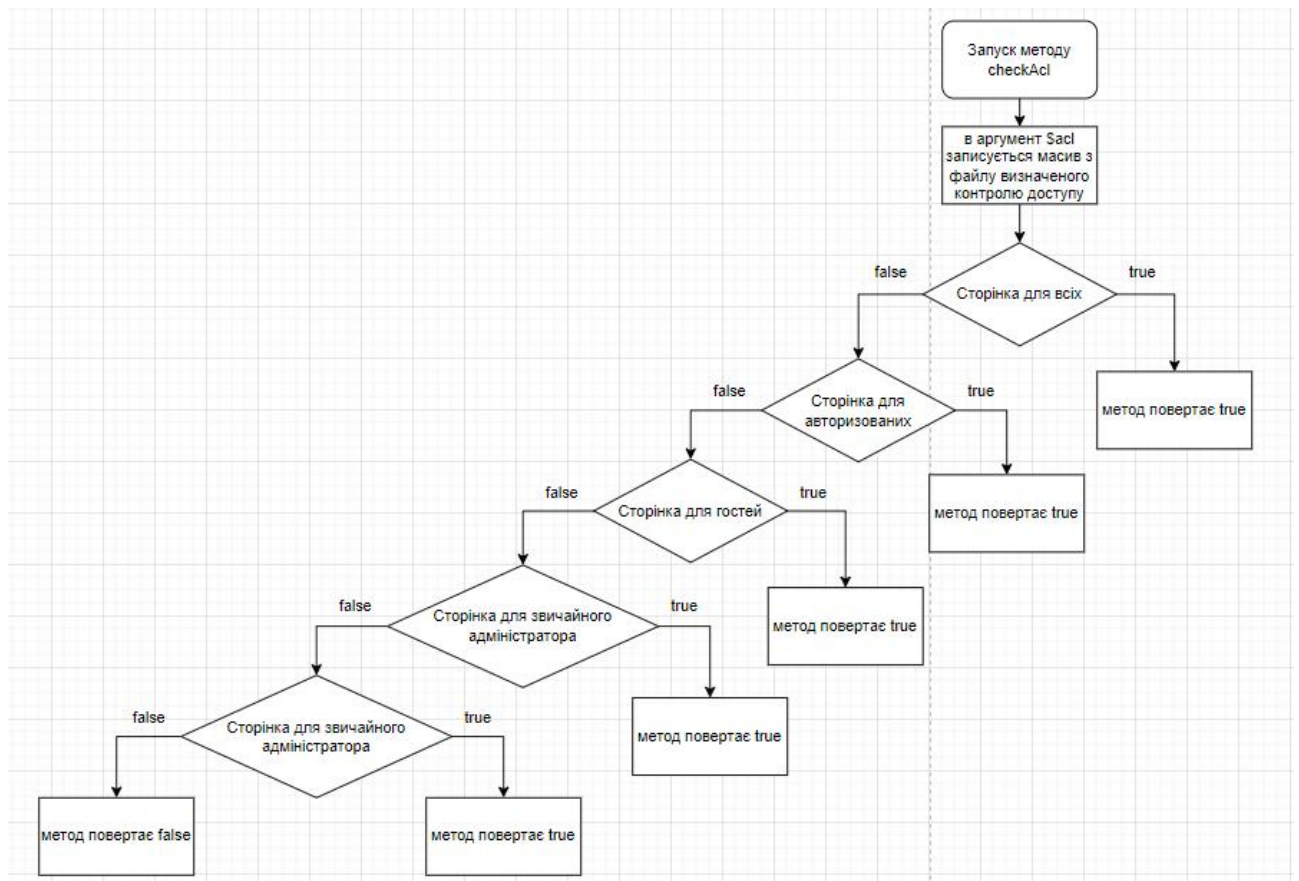 Запуск методу
checkAcl
в аргумент $acl
записується масив з
файлу визначеного
контролю доступу
false
true
Сторінка для всіх
false
true
метод повертає true
Сторінка для
авторизованих
false
true
метод повертає true
Сторінка для гостей
false
true
метод повертає true
Сторінка для звичайного
адміністратора
false
true
метод повертає true
Сторінка для звичайного
адміністратора
метод повертає false
метод повертає true